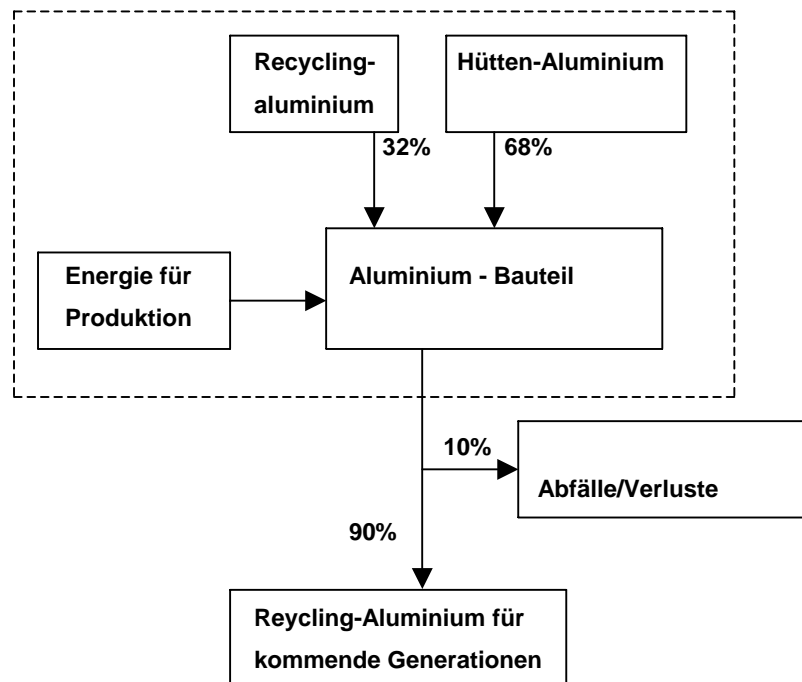 Recycling-
aluminium
Hütten-Aluminium
32%
68%
Energie für
Produktion
Aluminium - Bauteil
10%
Abfälle/Verluste
90%
Reycling-Aluminium für
kommende Generationen